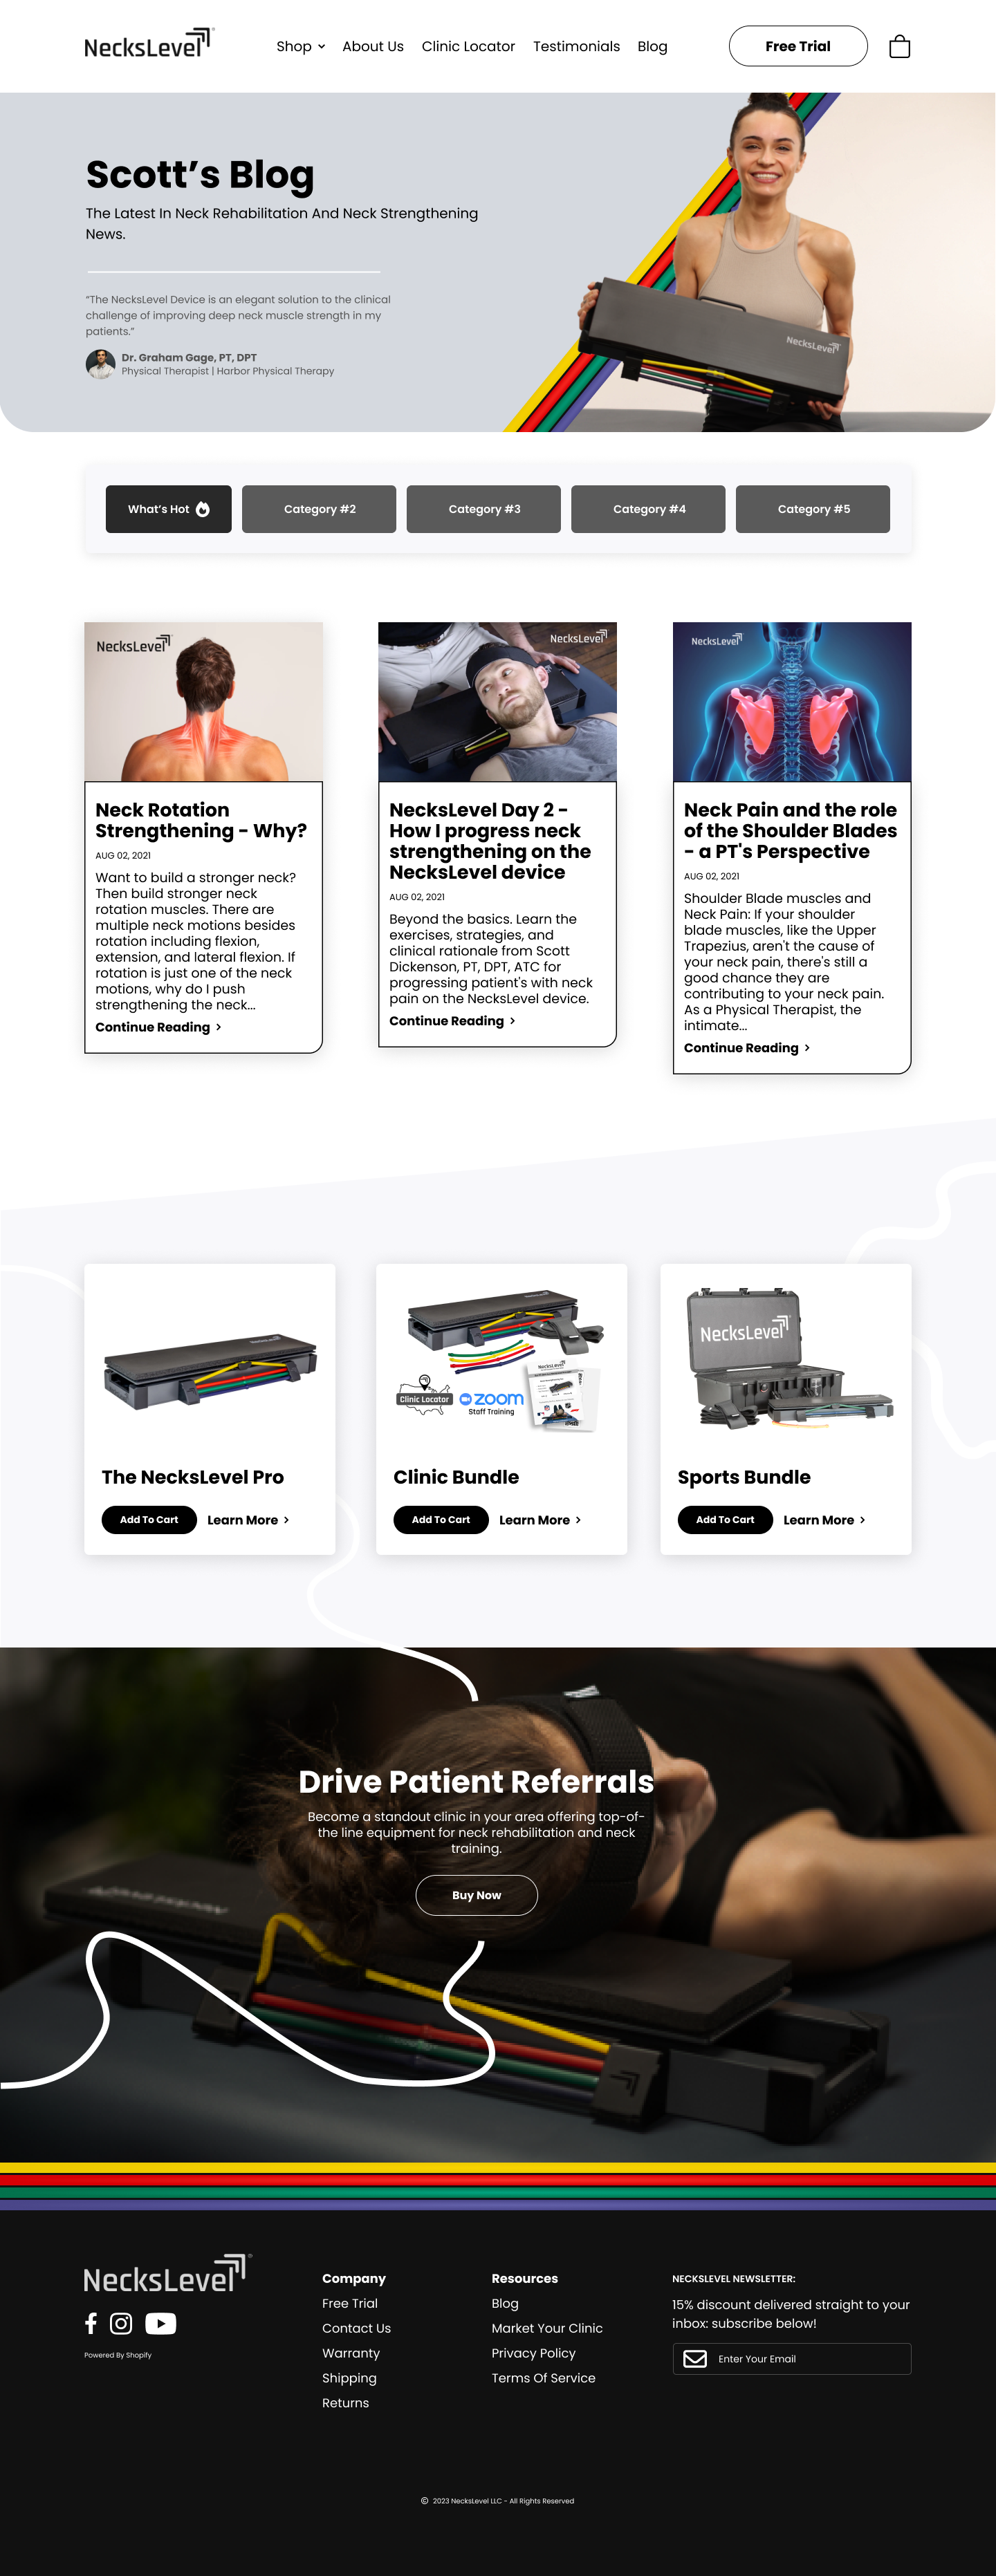 NecksLevel
Shop
About Us
Clinic Locator
Testimonials
Blog
Free Trial
Scott’s Blog
The Latest In Neck Rehabilitation And Neck Strengthening
News.
“The NecksLevel Device is an elegant solution to the clinical
challenge of improving deep neck muscle strength in my
patients.”
Dr. Graham Gage, PT, DPT
Physical Therapist | Harbor Physical Therapy
NecksLevel
What’s Hot
Category #2
Category #3
Category #4
Category #5
NecksLevel
Neck Rotation
Strengthening - Why?
AUG 02, 2021
Want to build a stronger neck?
Then build stronger neck
rotation muscles. There are
multiple neck motions besides
rotation including flexion,
extension, and lateral flexion. If
rotation is just one of the neck
motions, why do I push
strengthening the neck...
Continue Reading
NecksLevel
NecksLevel Day 2 -
How I progress neck
strengthening on the
NecksLevel device
AUG 02, 2021
Beyond the basics. Learn the
exercises, strategies, and
clinical rationale from Scott
Dickenson, PT, DPT, ATC for
progressing patient's with neck
pain on the NecksLevel device.
Continue Reading
NecksLevel
Neck Pain and the role
of the Shoulder Blades
- a PT's Perspective
AUG 02, 2021
Shoulder Blade muscles and
Neck Pain: If your shoulder
blade muscles, like the Upper
Trapezius, aren't the cause of
your neck pain, there's still a
good chance they are
contributing to your neck pain.
As a Physical Therapist, the
intimate...
Continue Reading
The NecksLevel Pro
Add To Cart
Learn More
NecksLevel
Clinic Locator
zoom
Staff Training
Clinic Bundle
Add To Cart
Learn More
NecksLevel
Sports Bundle
Add To Cart
Learn More
Drive Patient Referrals
Become a standout clinic in your area offering top-of-
the line equipment for neck rehabilitation and neck
training.
Buy Now
NecksLevel
Powered By Shopify
Company
Free Trial
Contact Us
Warranty
Shipping
Returns
Resources
Blog
Market Your Clinic
Privacy Policy
Terms Of Service
NECKSLEVEL NEWSLETTER:
15% discount delivered straight to your
inbox: subscribe below!
Enter Your Email
© 2023 NecksLevel LLC - All Rights Reserved